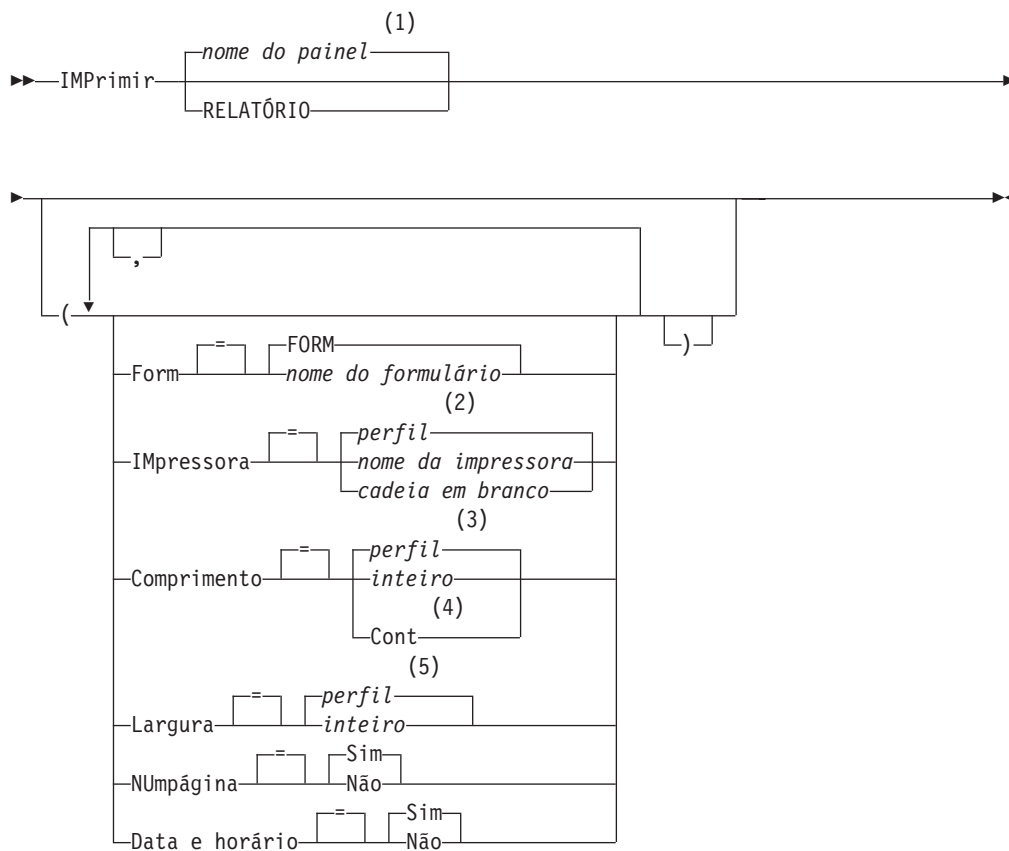 (1)
nome do painel
IMPrimir
RELATÓRIO
,
(
)
=
FORM
Form
nome do formulário
(2)
=
perfil
IMpressora
nome da impressora
cadeia em branco
(3)
=
perfil
Comprimento
inteiro
(4)
Cont
(5)
=
perfil
Largura
inteiro
=
Sim
NUmpágina
Não
=
Sim
Data e horário
Não